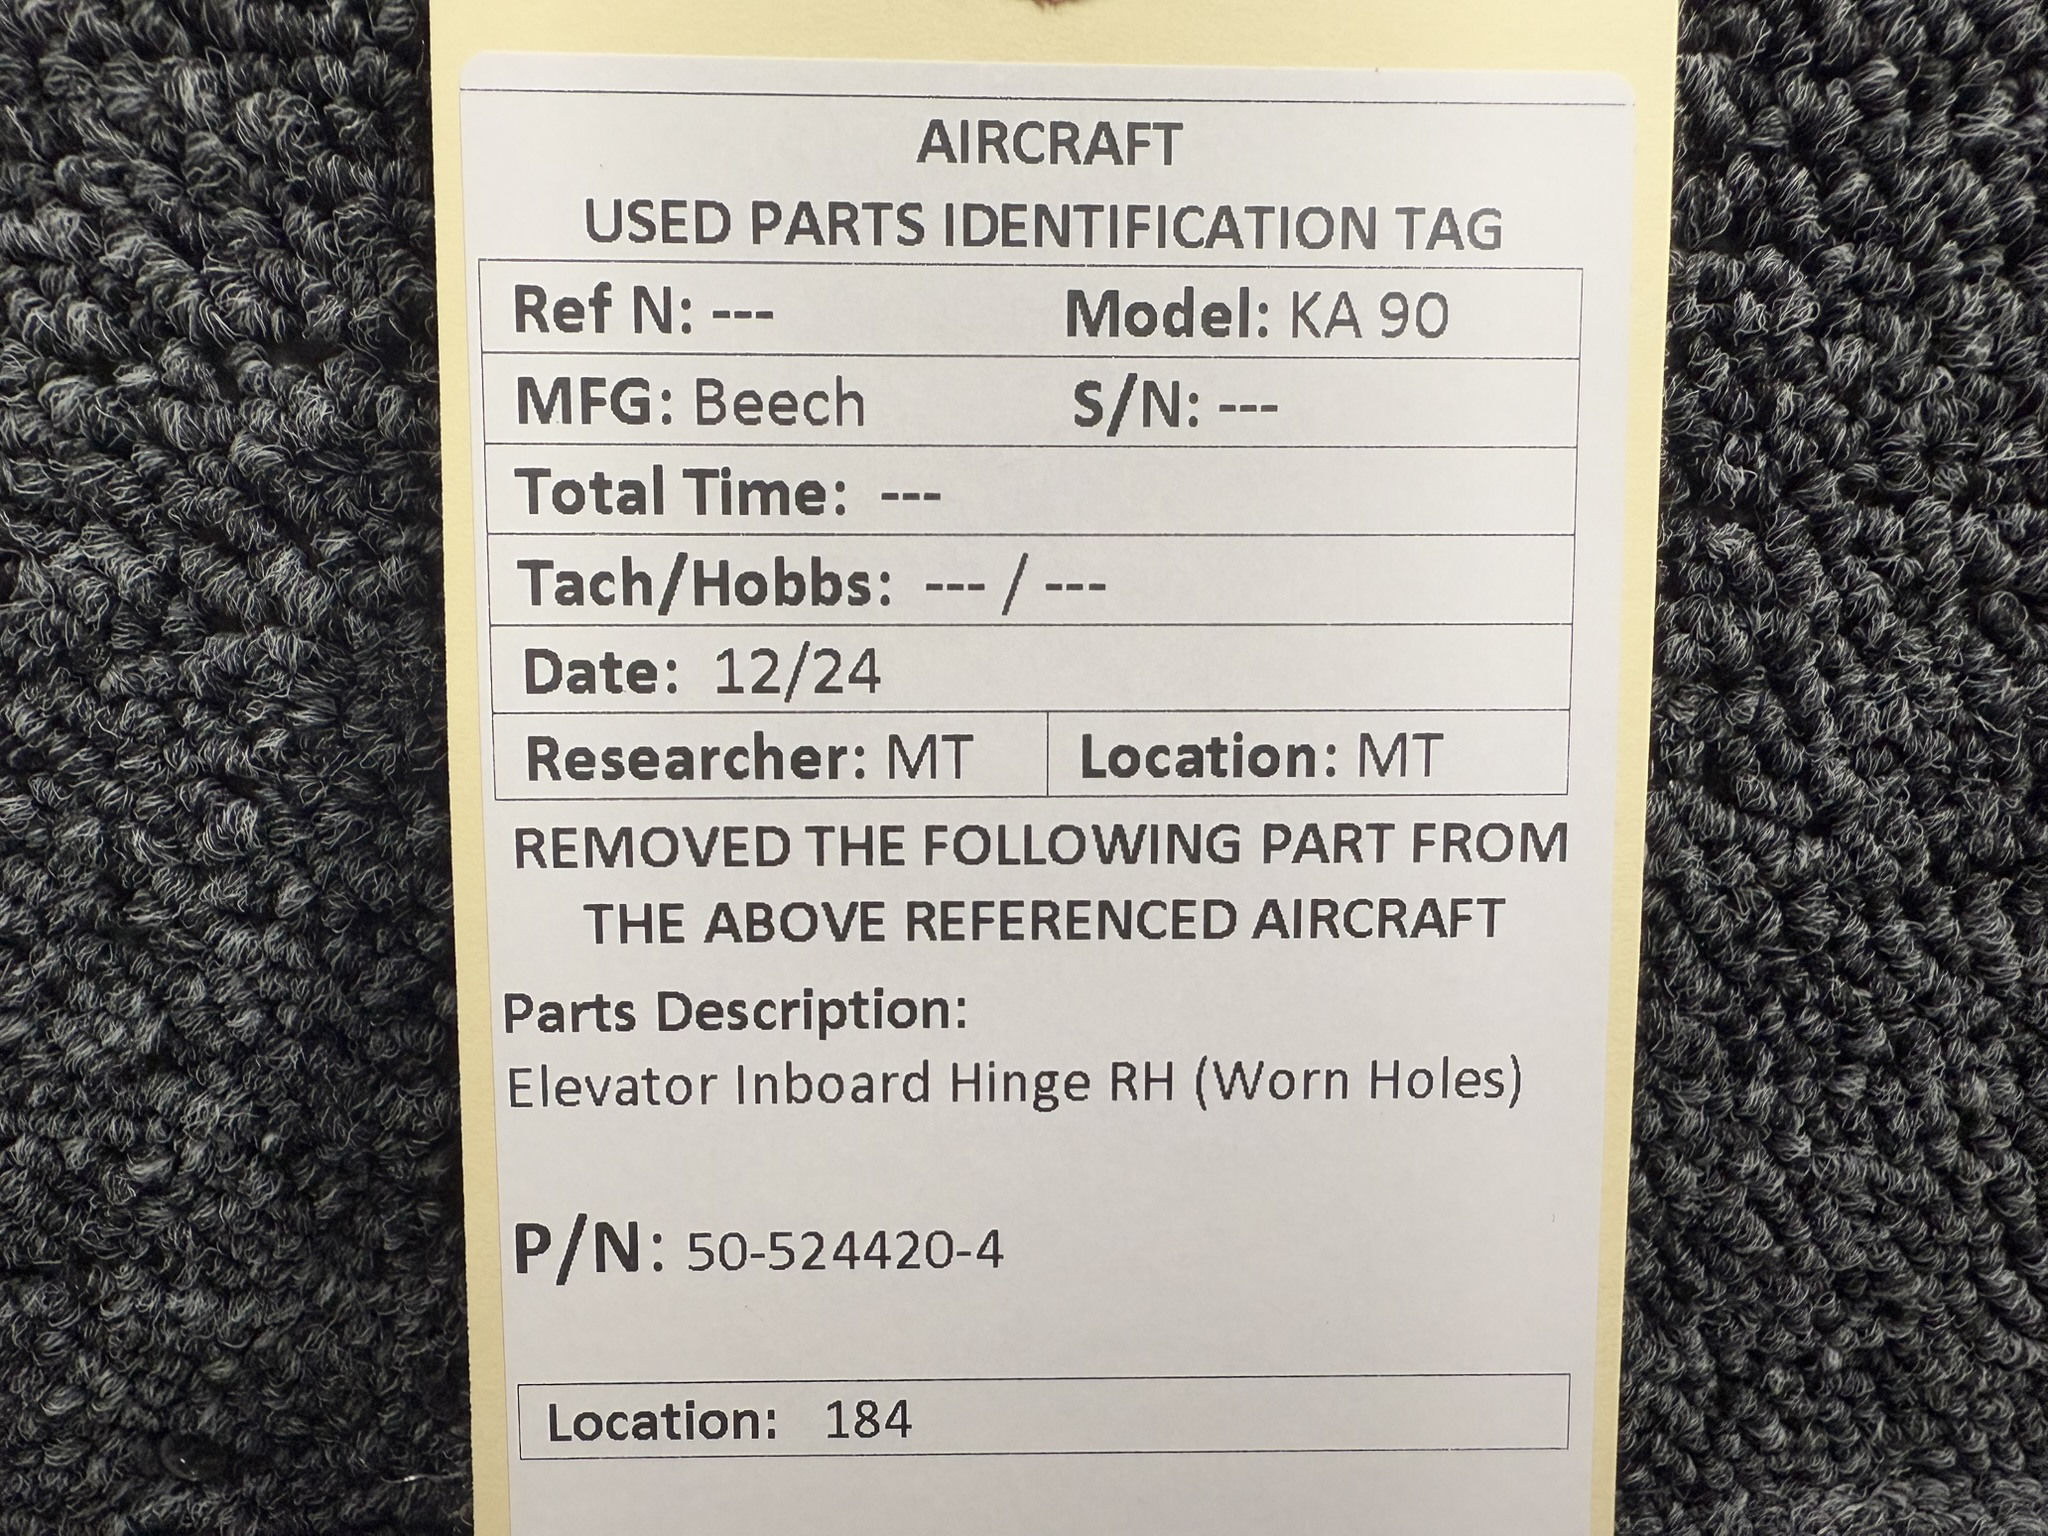 AIRCRAFT
USED PARTS IDENTIFICATION TAG
Ref N: --- Model: KA 90
MFG: Beech S/N: ---
Total Time: ---
Tach/Hobbs: --- / ---
Date: 12/24
Researcher: MT Location: MT
REMOVED THE FOLLOWING PART FROM
THE ABOVE REFERENCED AIRCRAFT
Parts Description:
Elevator Inboard Hinge RH (Worn Holes)
P/N: 50-524420-4
Location: 184